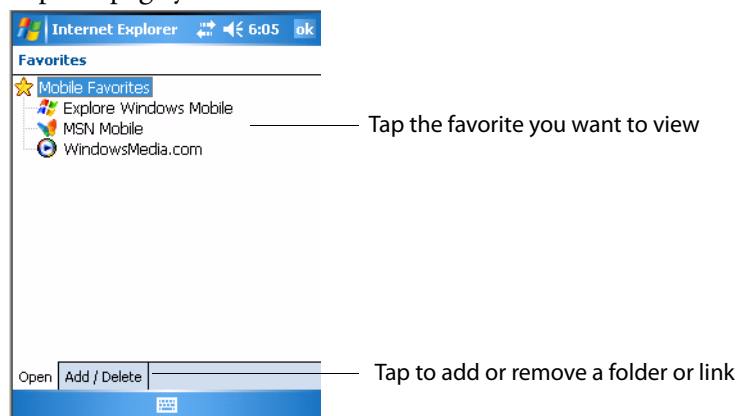 Internet Explorer 6:05 ok
Favorites
Mobile Favorites
Explore Windows Mobile
MSN Mobile
WindowsMedia.com
Tap the favorite you want to view
Open Add / Delete
Tap to add or remove a folder or link